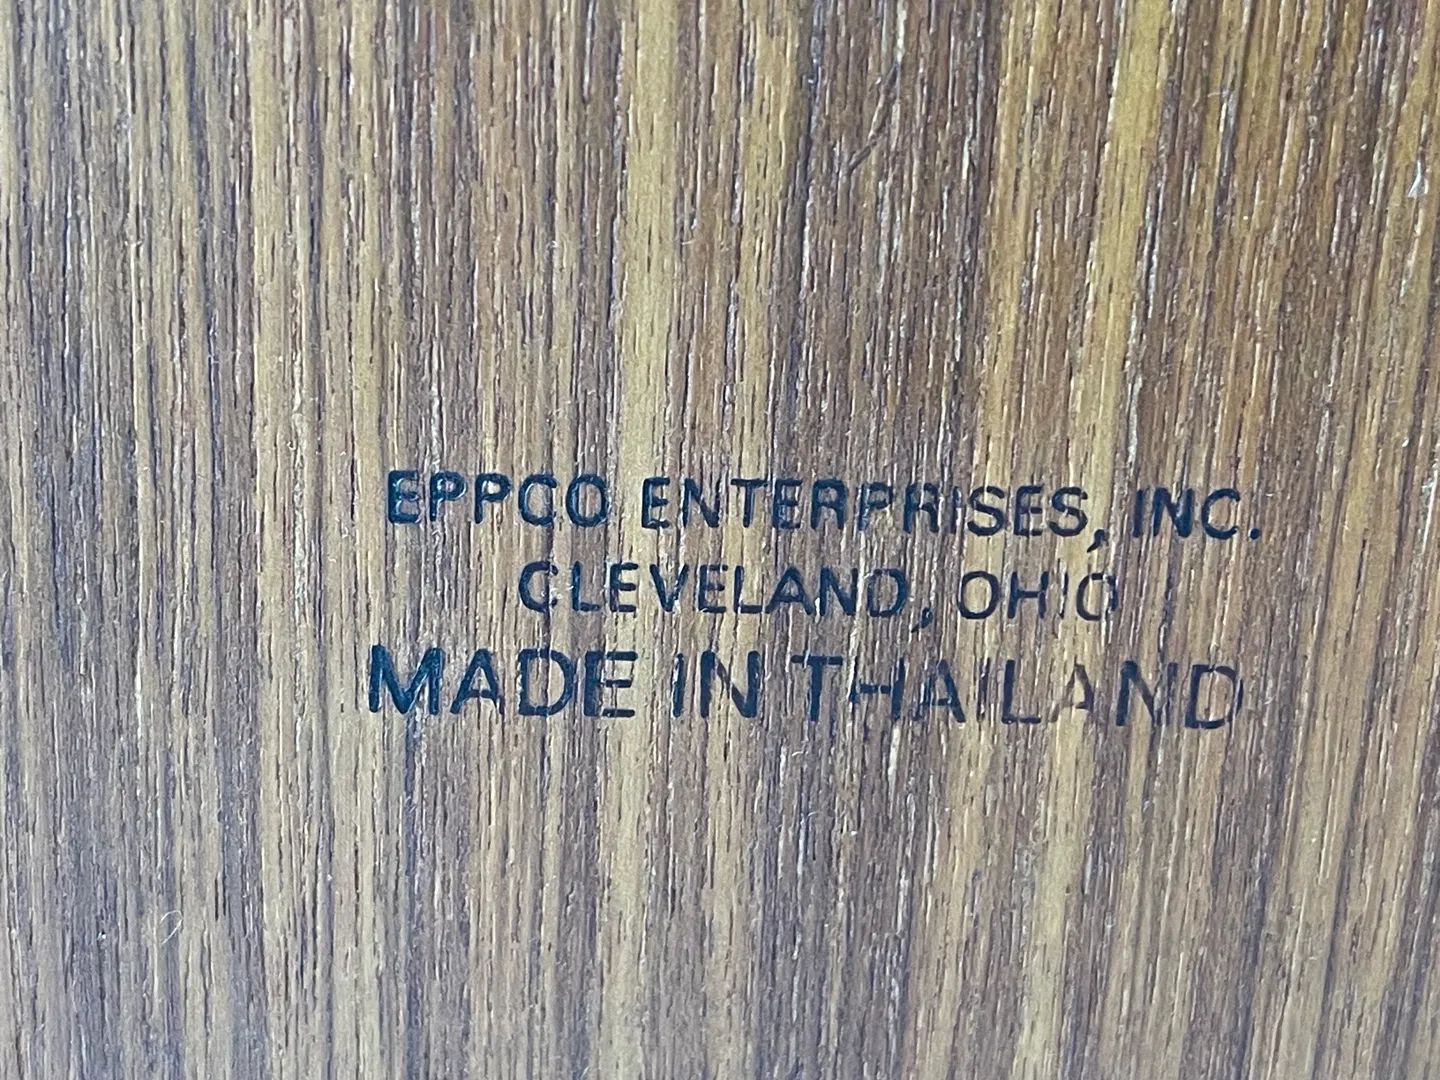 EPPCO ENTERPRISES, INC.
CLEVELAND, OHIO
MADE IN THAILAND